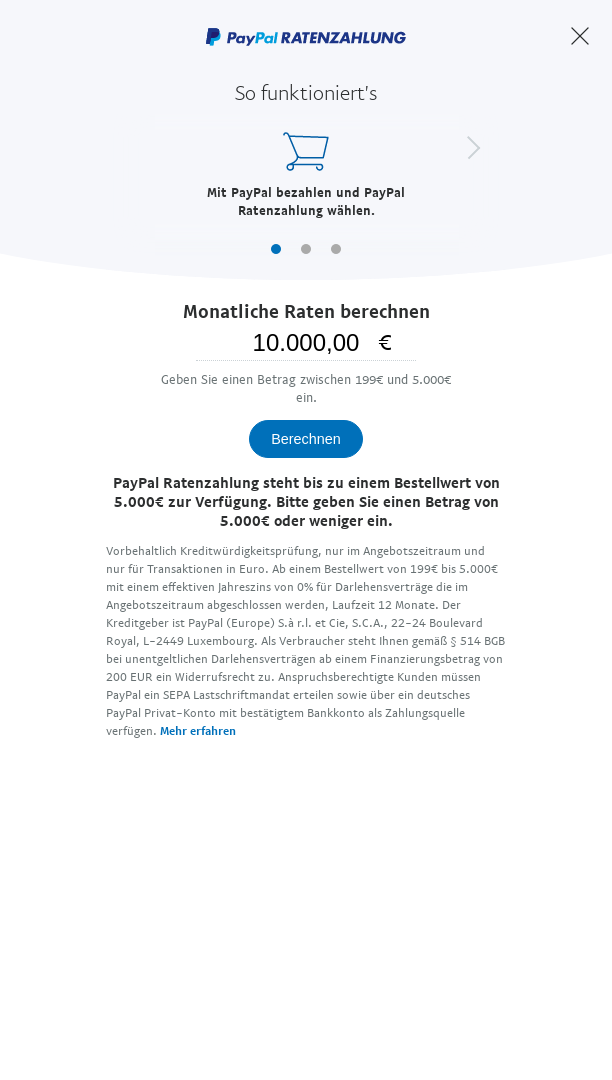 PayPal RATENZAHLUNG
So funktioniert's
Mit PayPal bezahlen und PayPal
Ratenzahlung wählen.
Monatliche Raten berechnen
10.000,00 €
Geben Sie einen Betrag zwischen 199€ und 5.000€
ein.
Berechnen
PayPal Ratenzahlung steht bis zu einem Bestellwert von
5.000€ zur Verfügung. Bitte geben Sie einen Betrag von
5.000€ oder weniger ein.
Vorbehaltlich Kreditwürdigkeitsprüfung, nur im Angebotszeitraum und
nur für Transaktionen in Euro. Ab einem Bestellwert von 199€ bis 5.000€
mit einem effektiven Jahreszins von 0% für Darlehensverträge die im
Angebotszeitraum abgeschlossen werden, Laufzeit 12 Monate. Der
Kreditgeber ist PayPal (Europe) S.à r.l. et Cie, S.C.A., 22-24 Boulevard
Royal, L-2449 Luxembourg. Als Verbraucher steht Ihnen gemäß § 514 BGB
bei unentgeltlichen Darlehensverträgen ab einem Finanzierungsbetrag von
200 EUR ein Widerrufsrecht zu. Anspruchsberechtigte Kunden müssen
PayPal ein SEPA Lastschriftmandat erteilen sowie über ein deutsches
PayPal Privat-Konto mit bestätigtem Bankkonto als Zahlungsquelle
verfügen. Mehr erfahren